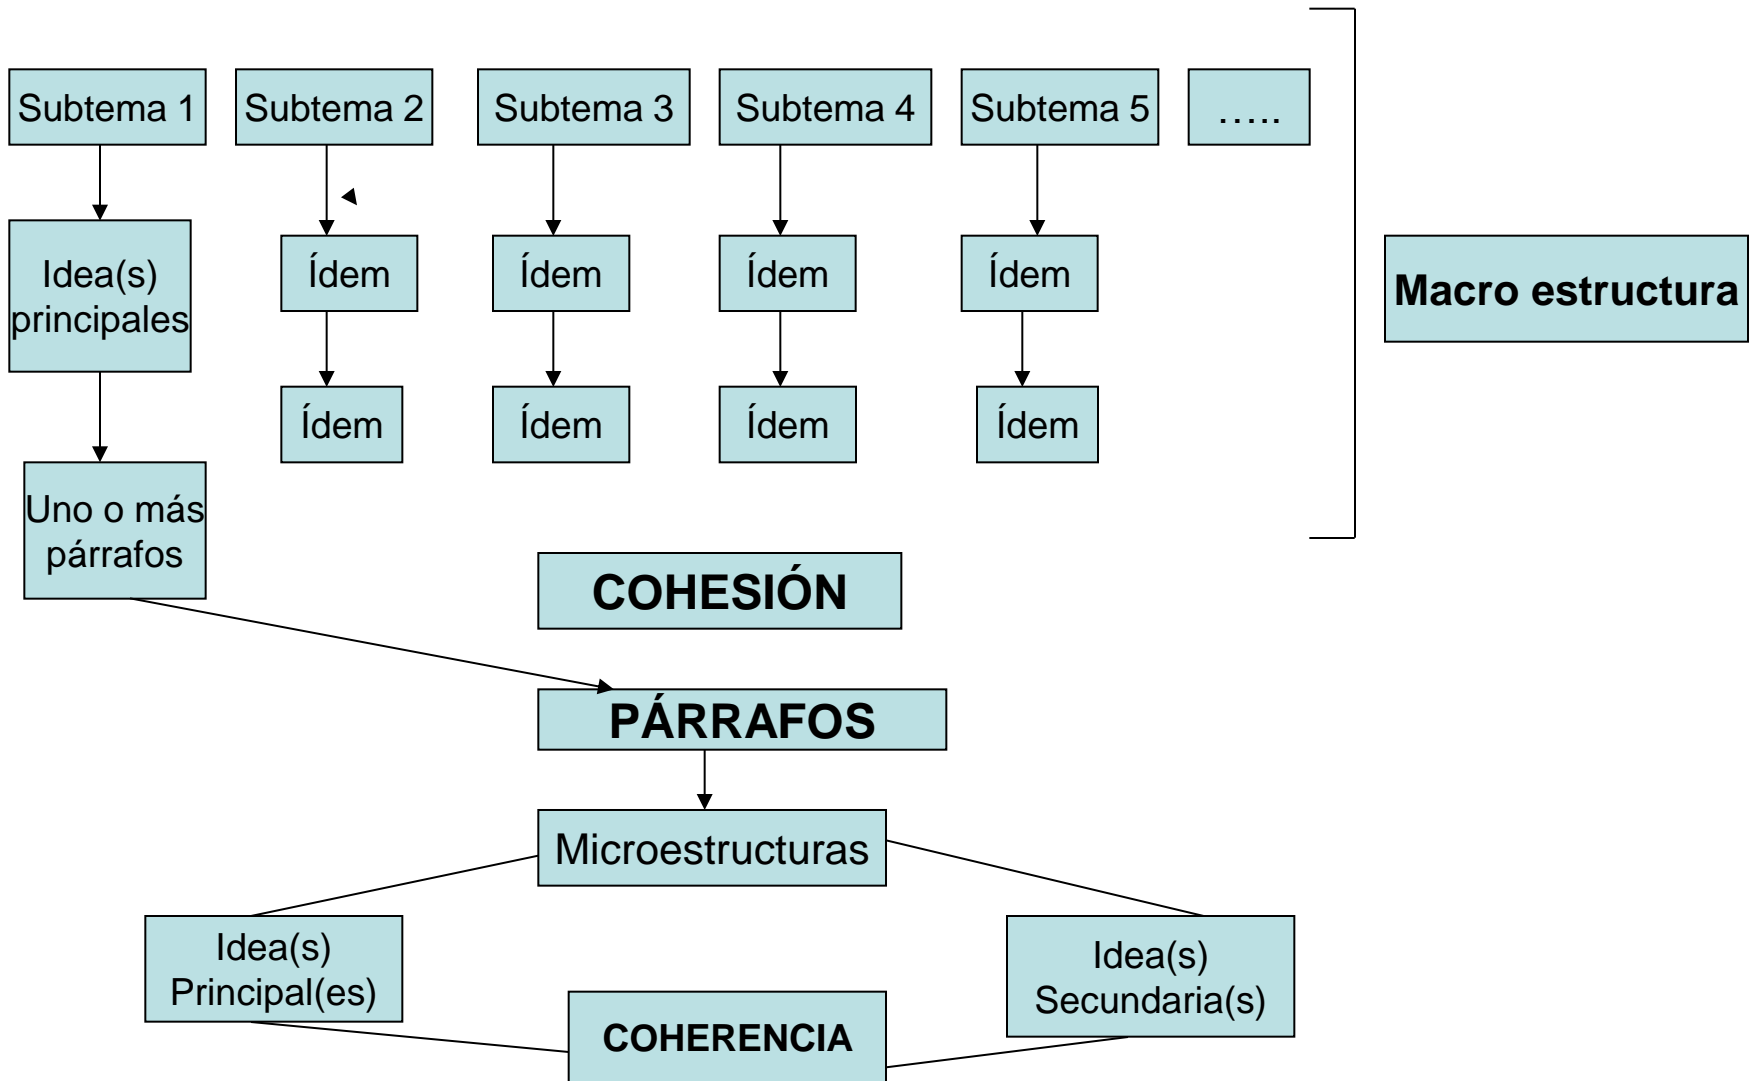 Subtema 1
Subtema 2
Subtema 3
Subtema 4
Subtema 5
.....
Idea(s)
principales
Ídem
Ídem
Ídem
Ídem
Macro estructura
Ídem
Ídem
Ídem
Ídem
Uno o más
párrafos
COHESIÓN
PÁRRAFOS
Microestructuras
Idea(s)
Principal(es)
Idea(s)
Secundaria(s)
COHERENCIA